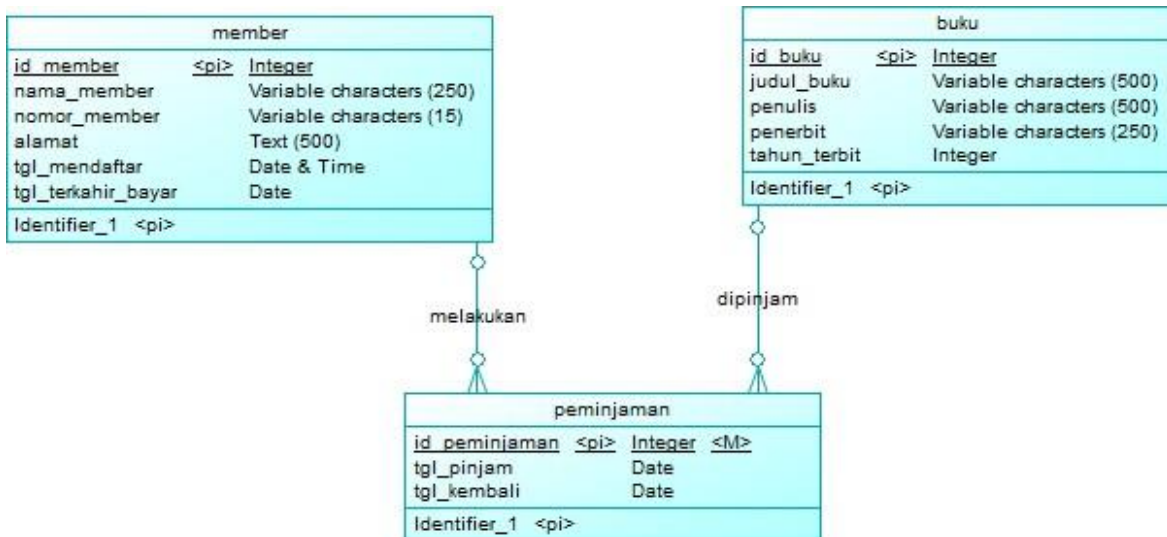 member
id_member <pi> Integer
nama_member Variable characters (250)
nomor_member Variable characters (15)
alamat Text (500)
tgl_mendaftar Date & Time
tgl_terkahir_bayar Date
Identifier_1 <pi>
buku
id_buku <pi> Integer
judul_buku Variable characters (500)
penulis Variable characters (500)
penerbit Variable characters (250)
tahun_terbit Integer
Identifier_1 <pi>
melakukan
dipinjam
peminjaman
id_peminjaman <pi> Integer <M>
tgl_pinjam Date
tgl_kembali Date
Identifier_1 <pi>